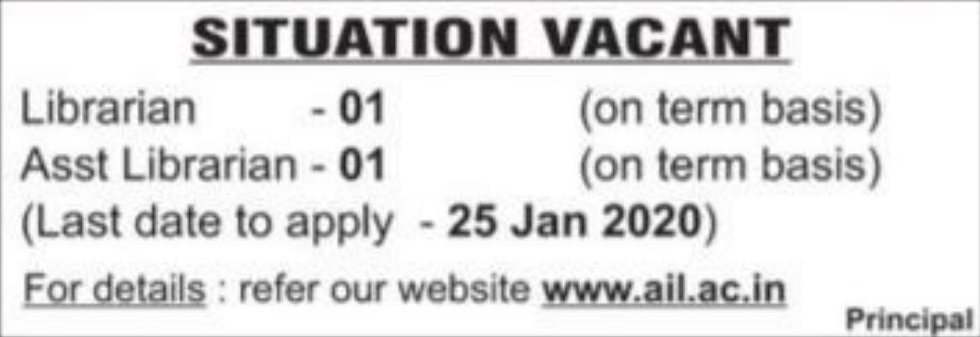 SITUATION VACANT
Librarian - 01 (on term basis)
Asst Librarian - 01 (on term basis)
(Last date to apply - 25 Jan 2020)
For details : refer our website www.ail.ac.in
Principal